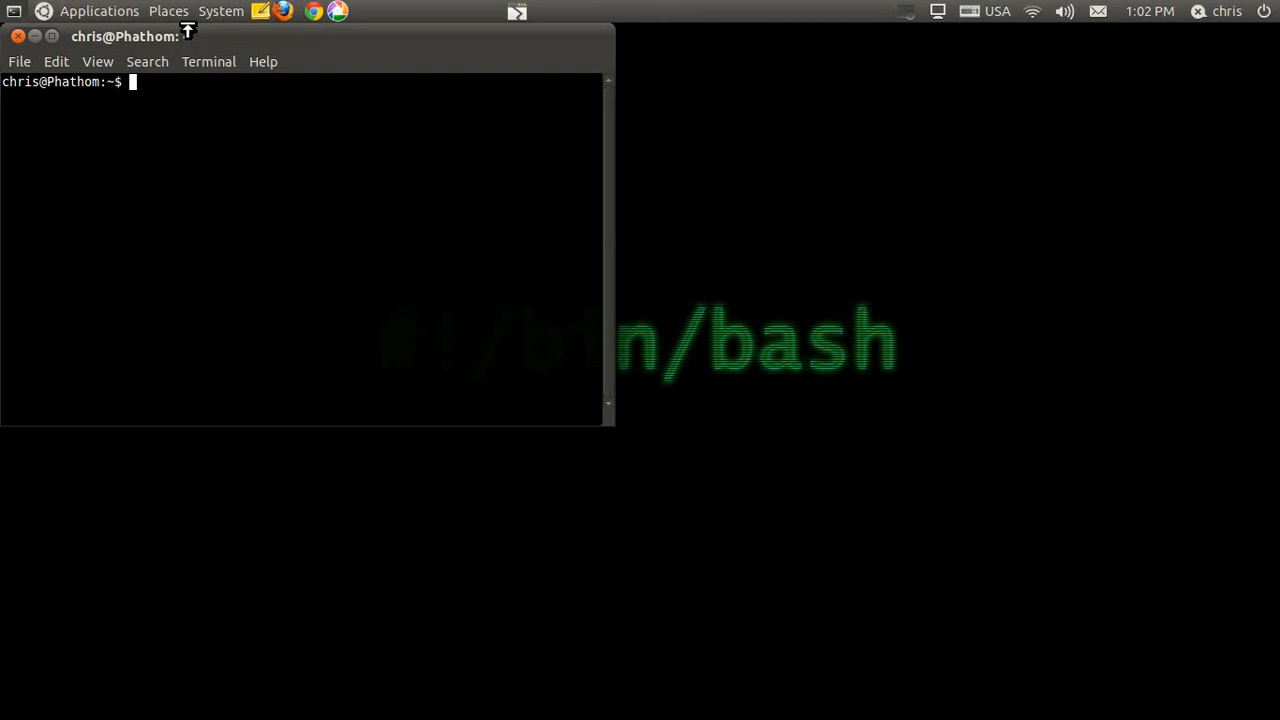 Applications Places System USA 1:02 PM chris
chris@Phathom:
File Edit View Search Terminal Help
chris@Phathom:~$
#!/bin/bash